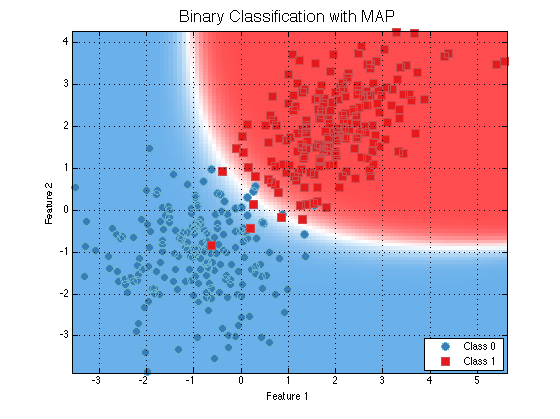 Binary Classification with MAP
4
3
2
1
0
-1
-2
-3
Feature 2
-3 -2 -1 0 1 2 3 4 5
Feature 1
Class 0
Class 1